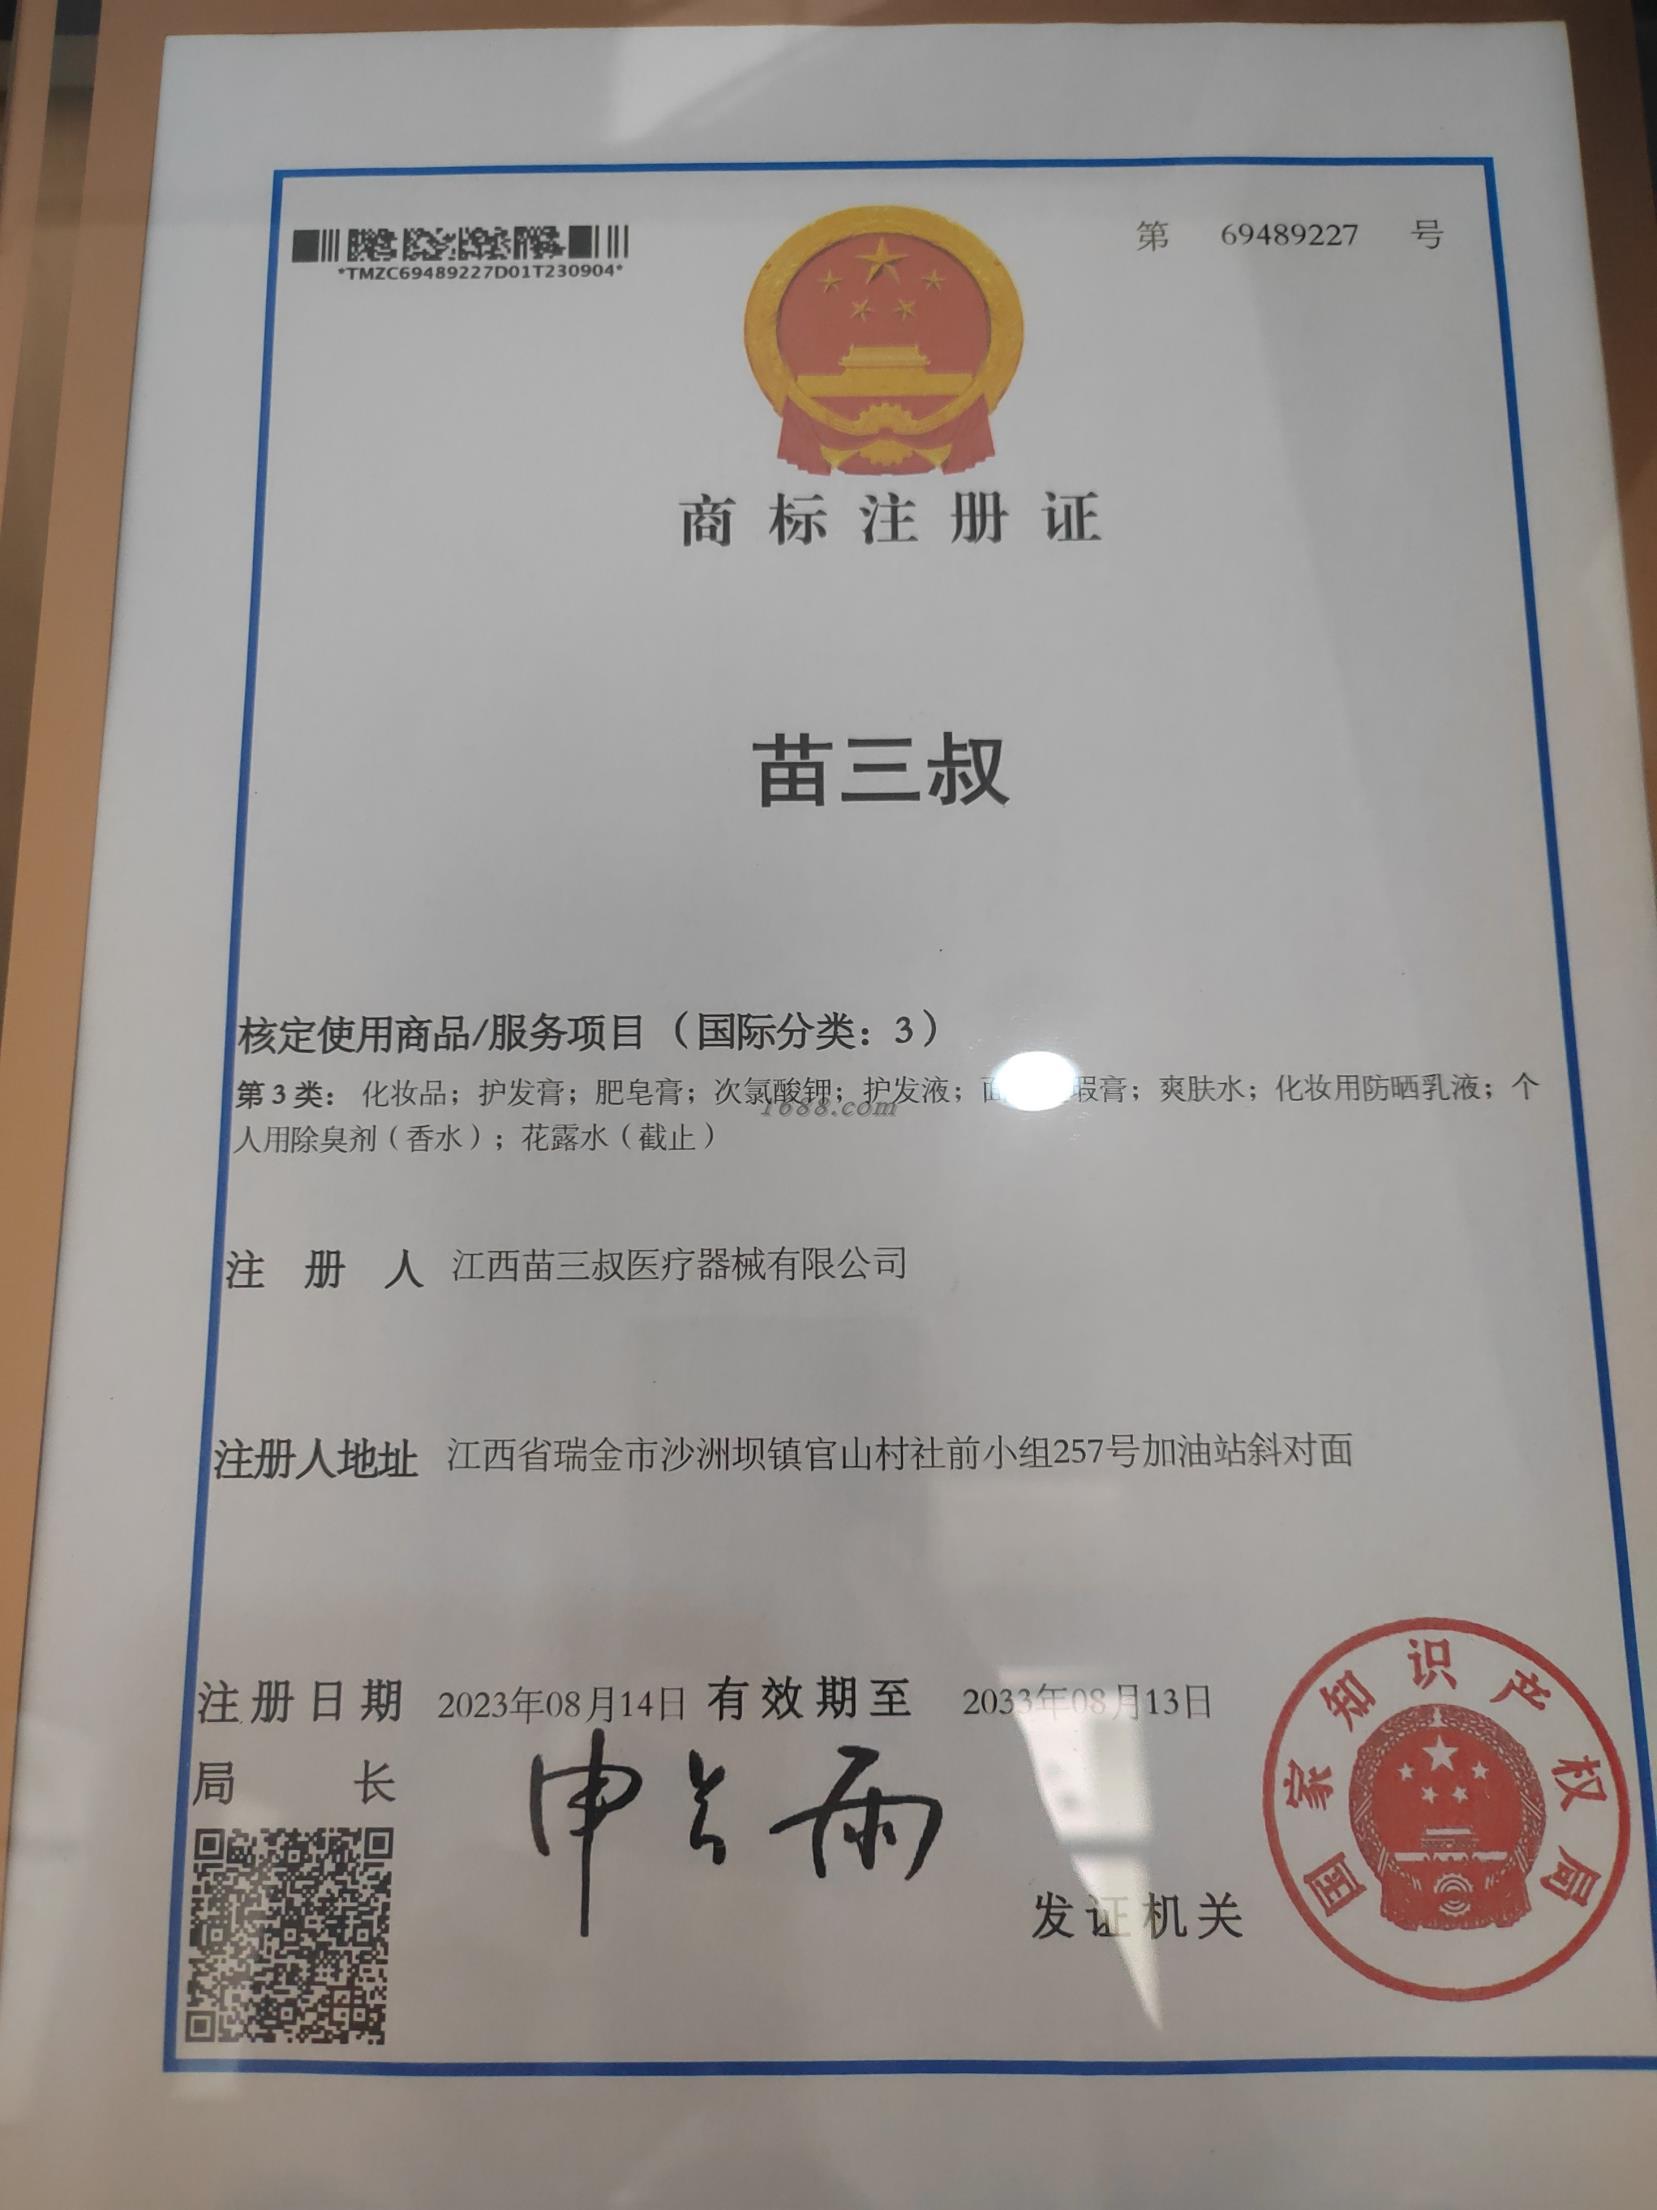 第 69489227 号
*TMZC69489227D01T230904*
商标注册证
苗三叔
核定使用商品/服务项目（国际分类：3）
第3类：化妆品；护发膏；肥皂膏；次氯酸钾；护发液；瑕膏；爽肤水；化妆用防晒乳液；个
1688.com
人用除臭剂（香水）；花露水（截止）
注册人 江西苗三叔医疗器械有限公司
注册人地址 江西省瑞金市沙洲坝镇官山村社前小组257号加油站斜对面
注册日期 2023年08月14日 有效期至 2033年08月13日
局长 申长雨
发证机关
国家知识产权局